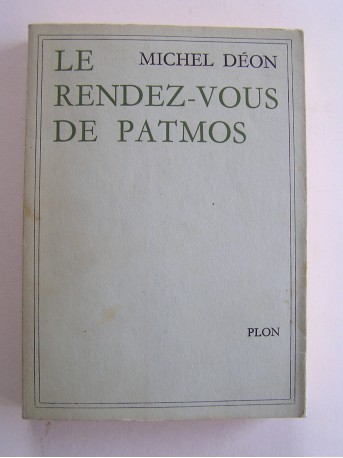 LE MICHEL DÉON
RENDEZ-VOUS
DE PATMOS
PLON